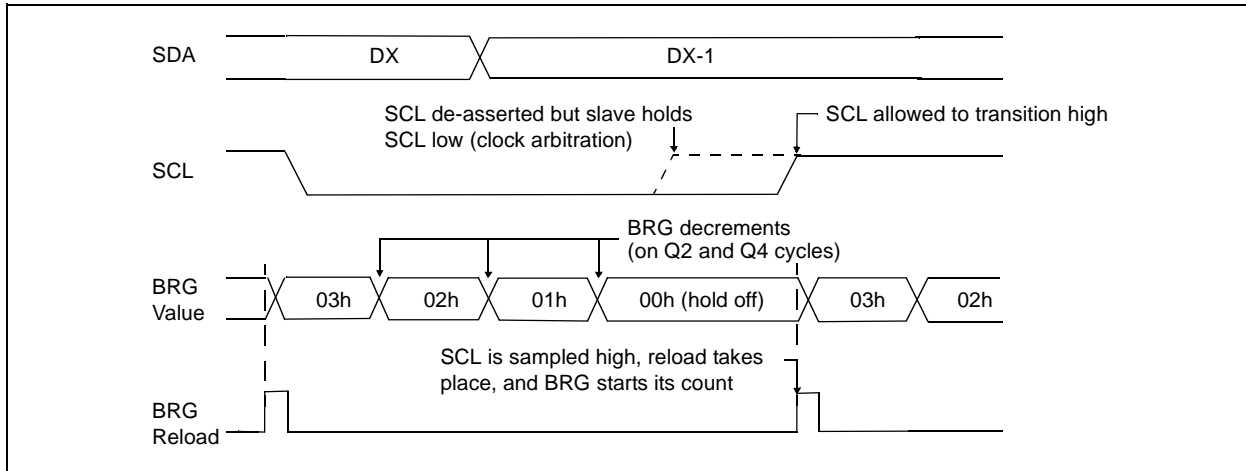 SDA
DX
DX-1
SCL de-asserted but slave holds
SCL low (clock arbitration)
SCL allowed to transition high
SCL
BRG decrements
(on Q2 and Q4 cycles)
BRG
Value
03h
02h
01h
00h (hold off)
03h
02h
SCL is sampled high, reload takes
place, and BRG starts its count
BRG
Reload